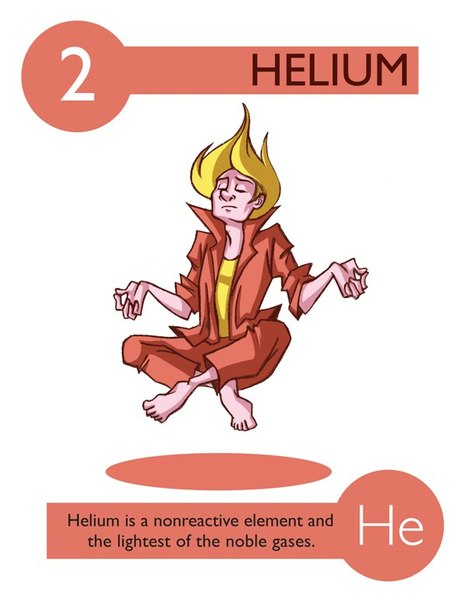 2
HELIUM
Helium is a nonreactive element and
the lightest of the noble gases.
He